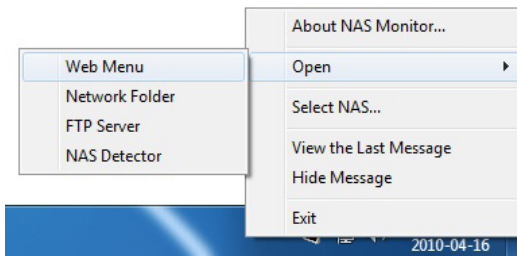 About NAS Monitor...
Open
Web Menu
Network Folder
FTP Server
NAS Detector
Select NAS...
View the Last Message
Hide Message
Exit
2010-04-16